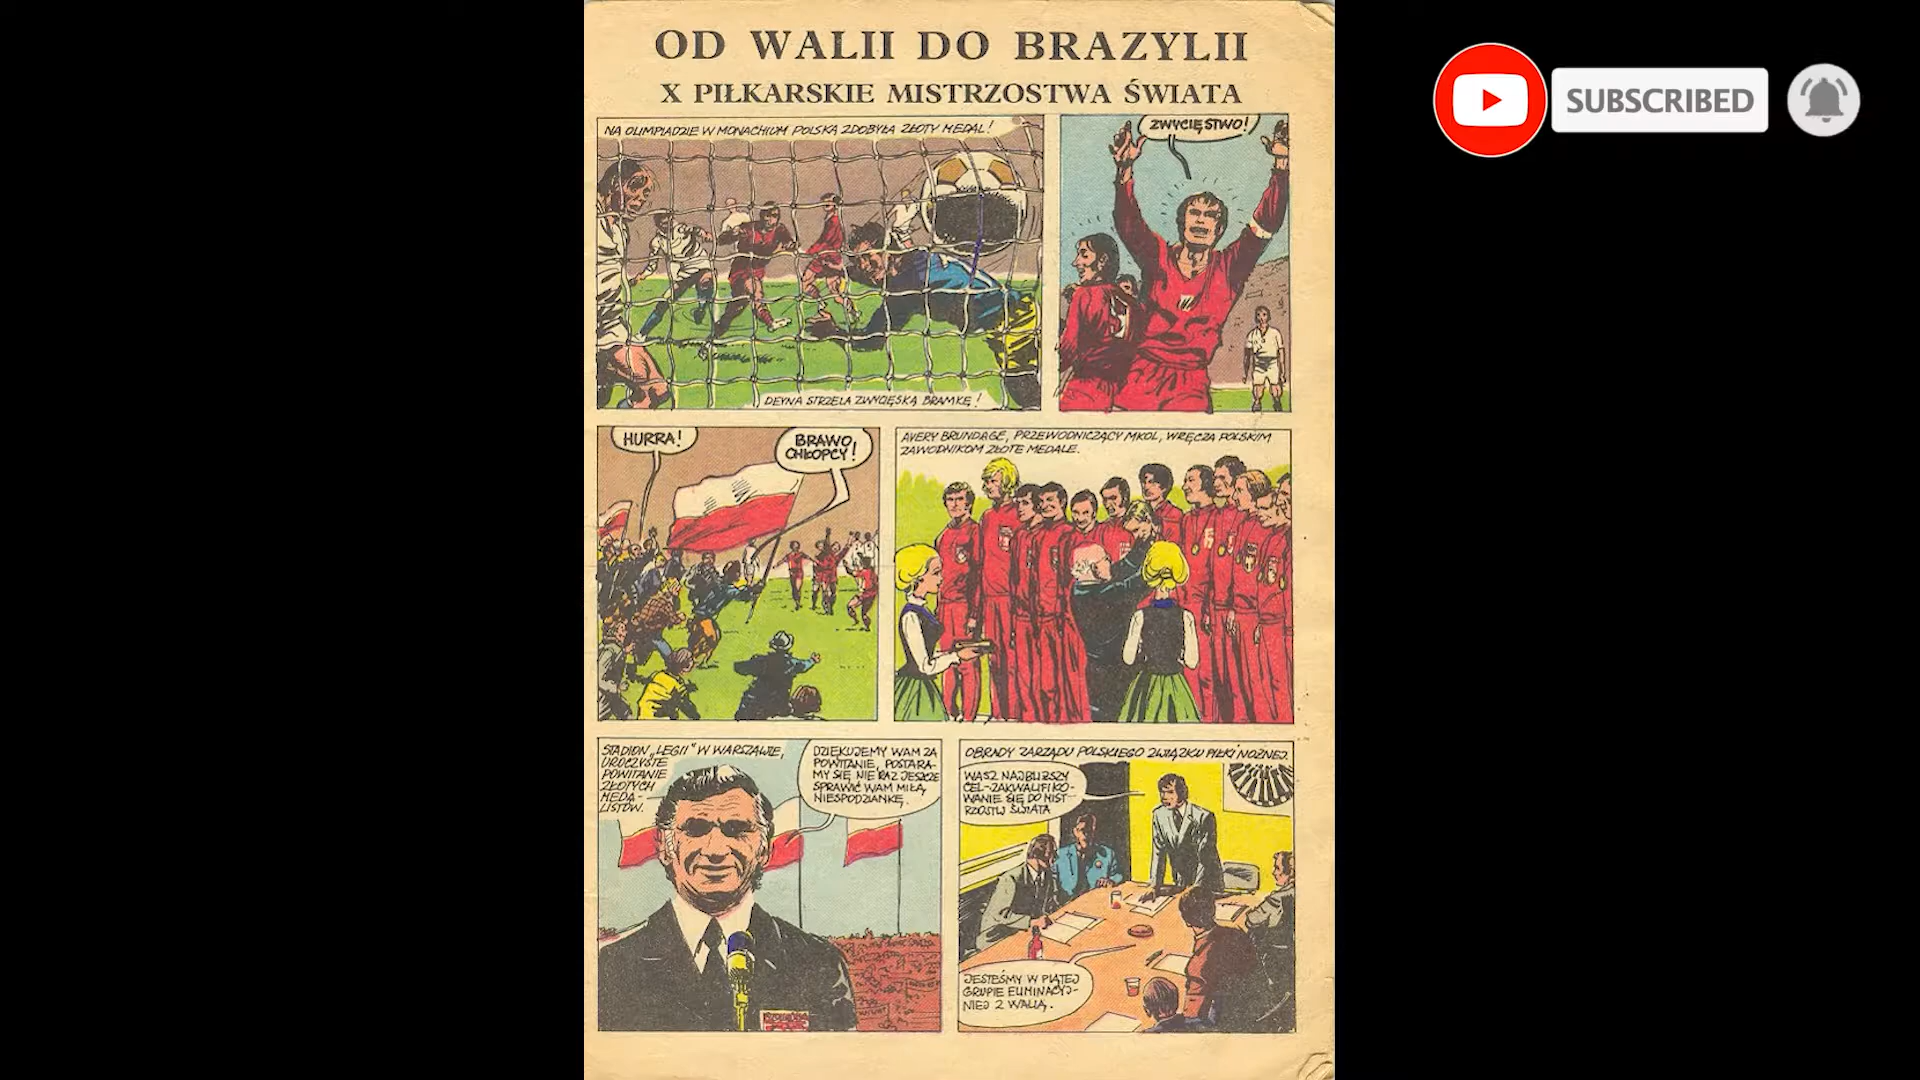 OD WALII DO BRAZYLII
X PIŁKARSKIE MISTRZOSTWA ŚWIATA
SUBSCRIBED
NA OLIMPIADZIE W MONACHIUM POLSKA ZDOBYŁA ZŁOTY MEDAL!
DEYNA STRZELA ZWYCIĘSKĄ BRAMKĘ!
ZWYCIĘSTWO!
HURRA!
BRAWO,
CHŁOPCY!
AVERY BRUNDAGE, PRZEWODNICZĄCY MKOL, WRĘCZA POLSKIM
ZAWODNIKOM ZŁOTE MEDALE.
STADION „LEGII" W WARSZAWIE,
UROCZYSTE
POWITANIE
ZŁOTYCH
MEDA-
LISTÓW.
DZIĘKUJEMY WAM ZA
POWITANIE, POSTARA-
MY SIĘ NIE RAZ JESZCZE
SPRAWIĆ WAM MIŁĄ
NIESPODZIANKĘ.
OBRADY ZARZĄDU POLSKIEGO ZWIĄZKU PIŁKI NOŻNEJ.
WASZ NAJBLIŻSZY
CEL-ZAKWALIFIKO-
WANIE SIĘ DO MIST-
RZOSTW ŚWIATA
JESTEŚMY W PIĄTEJ
GRUPIE ELIMINACYJ-
NEJ Z WALIĄ.